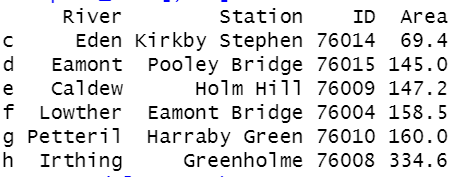 River Station ID Area
c Eden Kirkby Stephen 76014 69.4
d Eamont Pooley Bridge 76015 145.0
e Caldew Holm Hill 76009 147.2
f Lowther Eamont Bridge 76004 158.5
g Petteril Harraby Green 76010 160.0
h Irthing Greenholme 76008 334.6